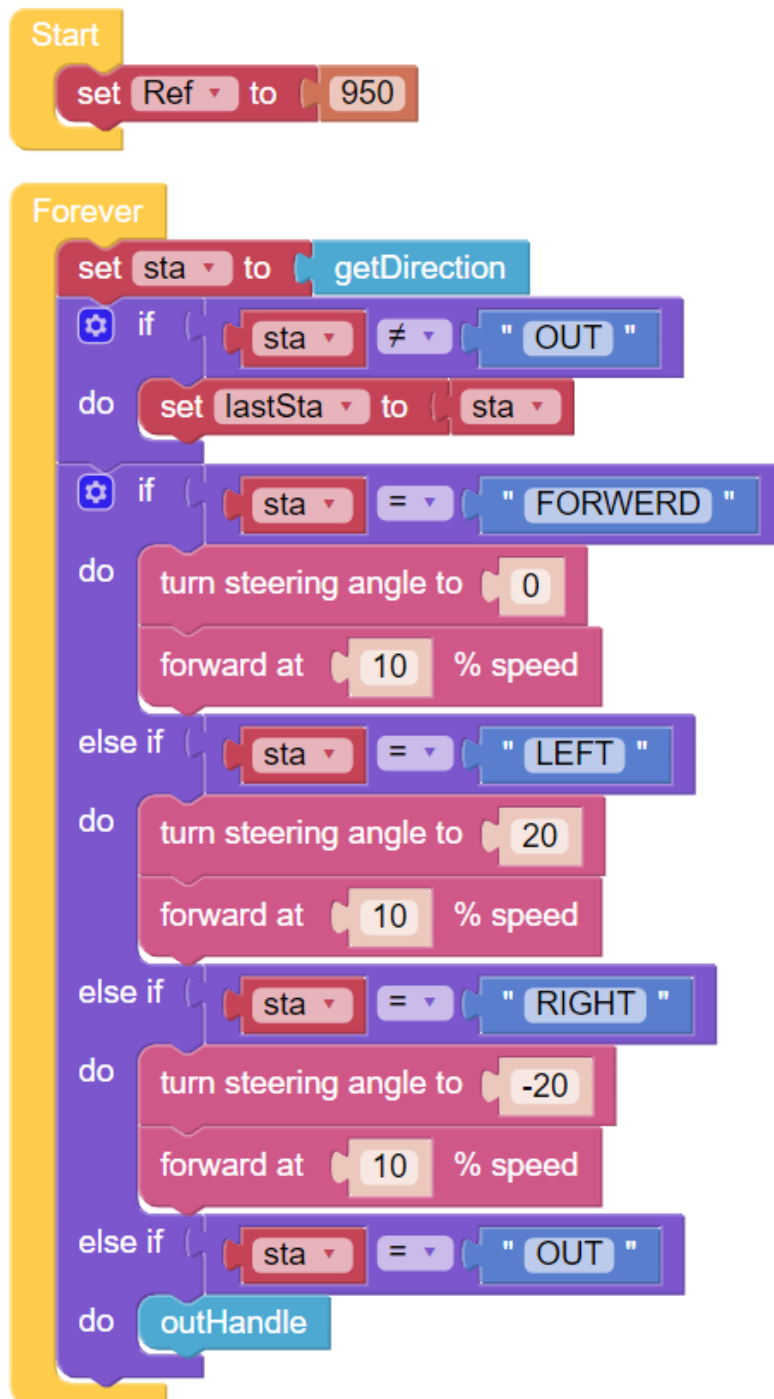 Start
set Ref to 950
Forever
set sta to getDirection
if sta ≠ " OUT "
do set lastSta to sta
if sta = " FORWERD "
do turn steering angle to 0
forward at 10 % speed
else if sta = " LEFT "
do turn steering angle to 20
forward at 10 % speed
else if sta = " RIGHT "
do turn steering angle to -20
forward at 10 % speed
else if sta = " OUT "
do outHandle